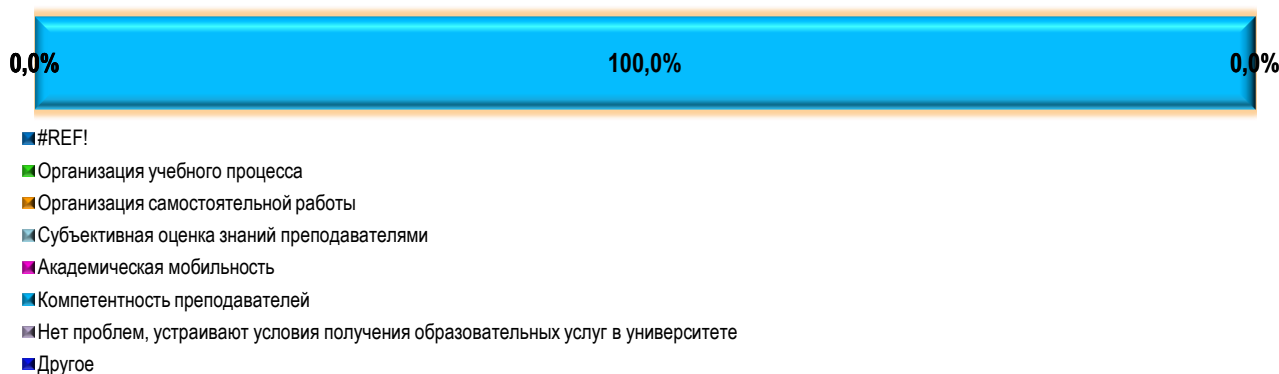 0,0% 100,0% 0,0%
#REF!
Организация учебного процесса
Организация самостоятельной работы
Субъективная оценка знаний преподавателями
Академическая мобильность
Компетентность преподавателей
Нет проблем, устраивают условия получения образовательных услуг в университете
Другое